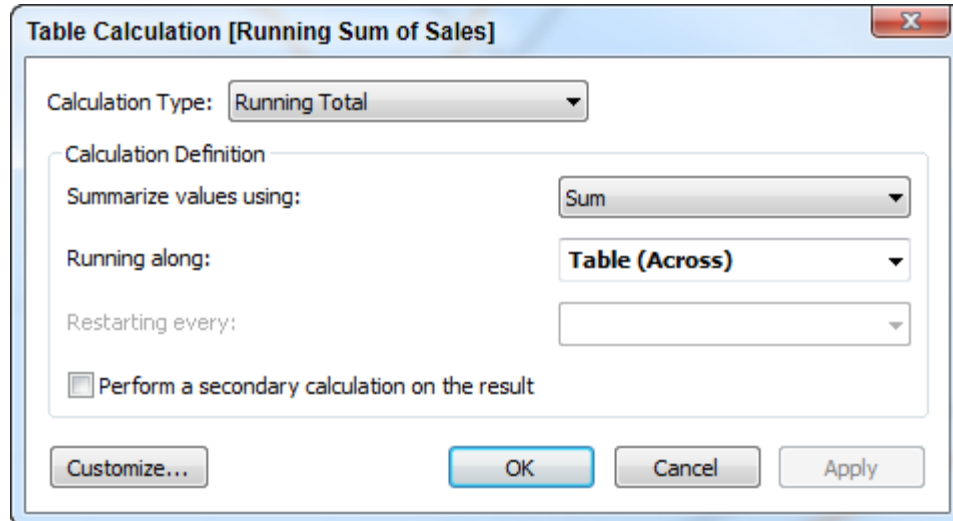 Table Calculation [Running Sum of Sales]
Calculation Type: Running Total
Calculation Definition
Summarize values using: Sum
Running along: Table (Across)
Restarting every:
Perform a secondary calculation on the result
Customize... OK Cancel Apply